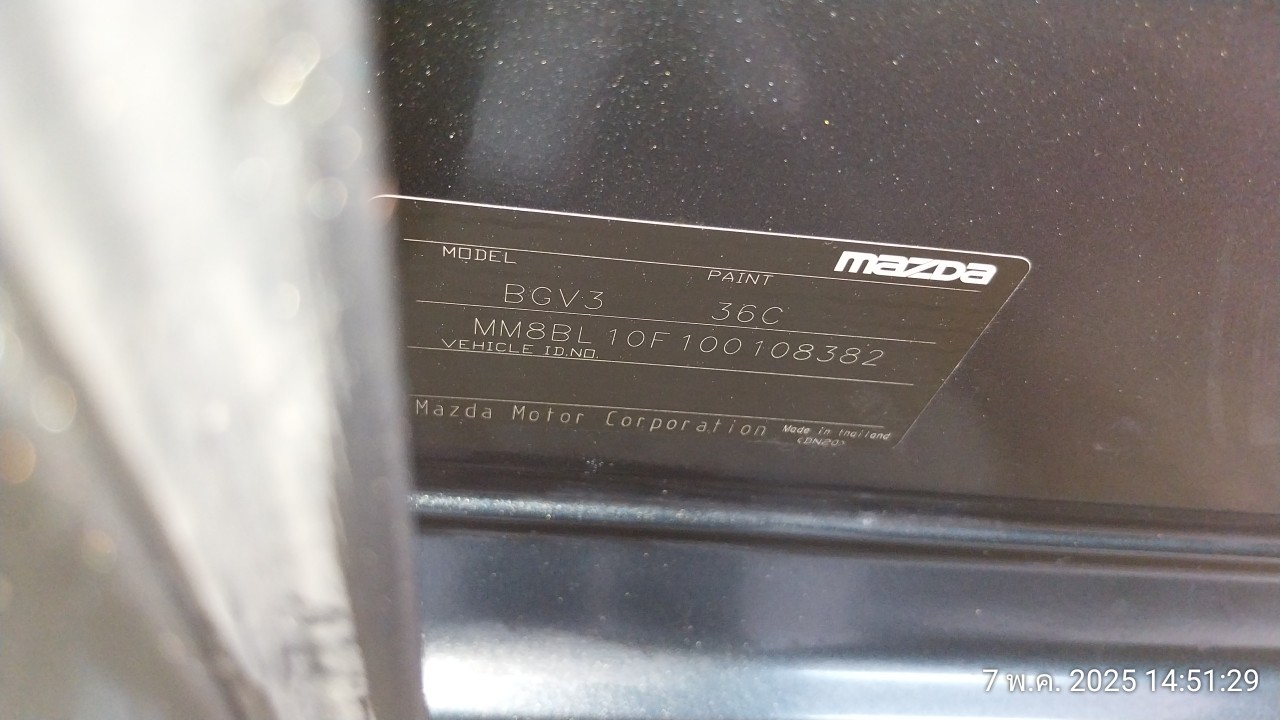 mazda
MODEL PAINT
BGV3 36C
MM8BL10F100108382
VEHICLE ID.NO.
Mazda Motor Corporation Made in Thailand
<DN20>
7 พ.ค. 2025 14:51:29